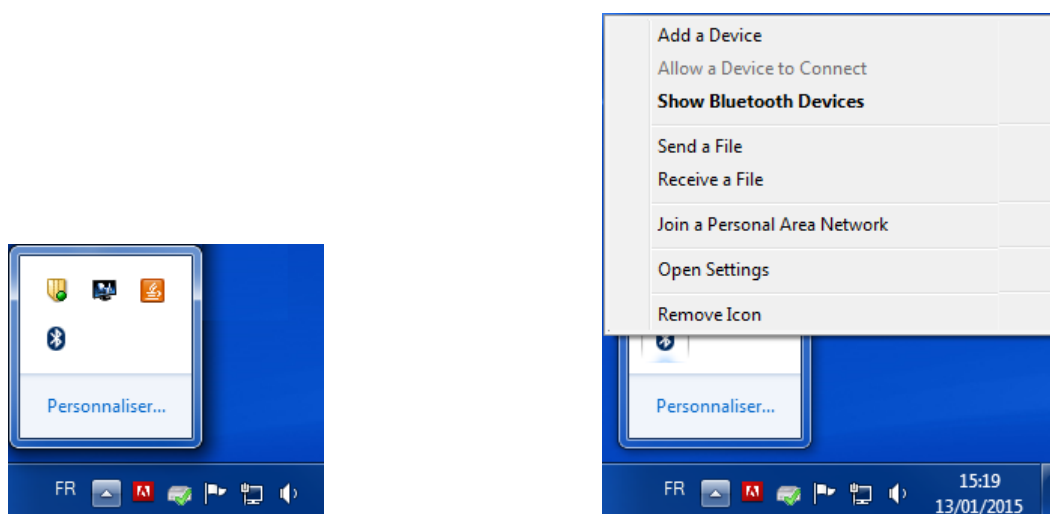 Personnaliser...
FR
Add a Device
Allow a Device to Connect
Show Bluetooth Devices
Send a File
Receive a File
Join a Personal Area Network
Open Settings
Remove Icon
Personnaliser...
FR
15:19
13/01/2015